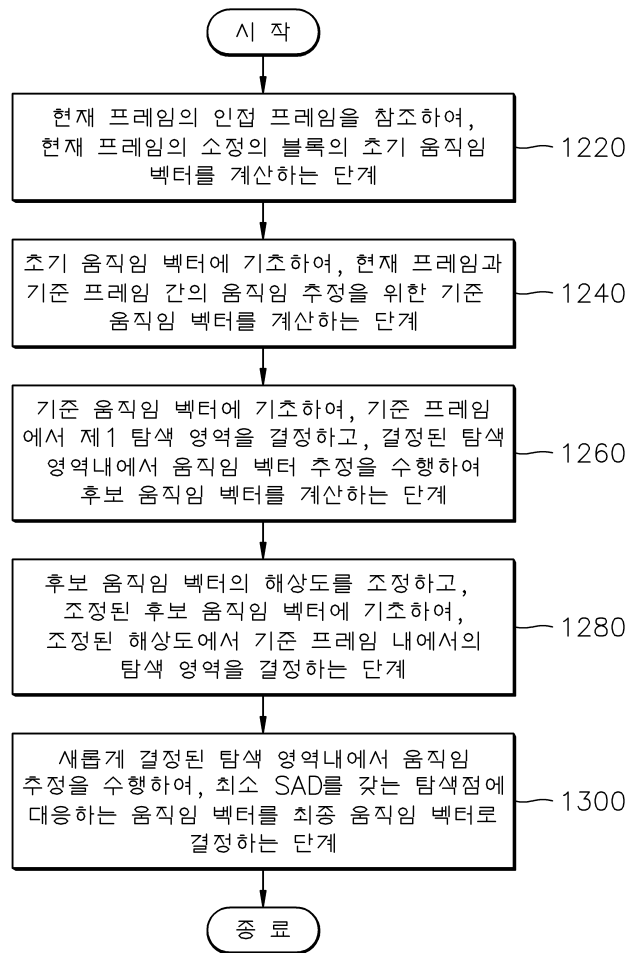 시 작
현재 프레임의 인접 프레임을 참조하여,
현재 프레임의 소정의 블록의 초기 움직임
벡터를 계산하는 단계
1220
초기 움직임 벡터에 기초하여, 현재 프레임과
기준 프레임 간의 움직임 추정을 위한 기준
움직임 벡터를 계산하는 단계
1240
기준 움직임 벡터에 기초하여, 기준 프레임
에서 제1 탐색 영역을 결정하고, 결정된 탐색
영역내에서 움직임 벡터 추정을 수행하여
후보 움직임 벡터를 계산하는 단계
1260
후보 움직임 벡터의 해상도를 조정하고,
조정된 후보 움직임 벡터에 기초하여,
조정된 해상도에서 기준 프레임 내에서의
탐색 영역을 결정하는 단계
1280
새롭게 결정된 탐색 영역내에서 움직임
추정을 수행하여, 최소 SAD를 갖는 탐색점에
대응하는 움직임 벡터를 최종 움직임 벡터로
결정하는 단계
1300
종 료